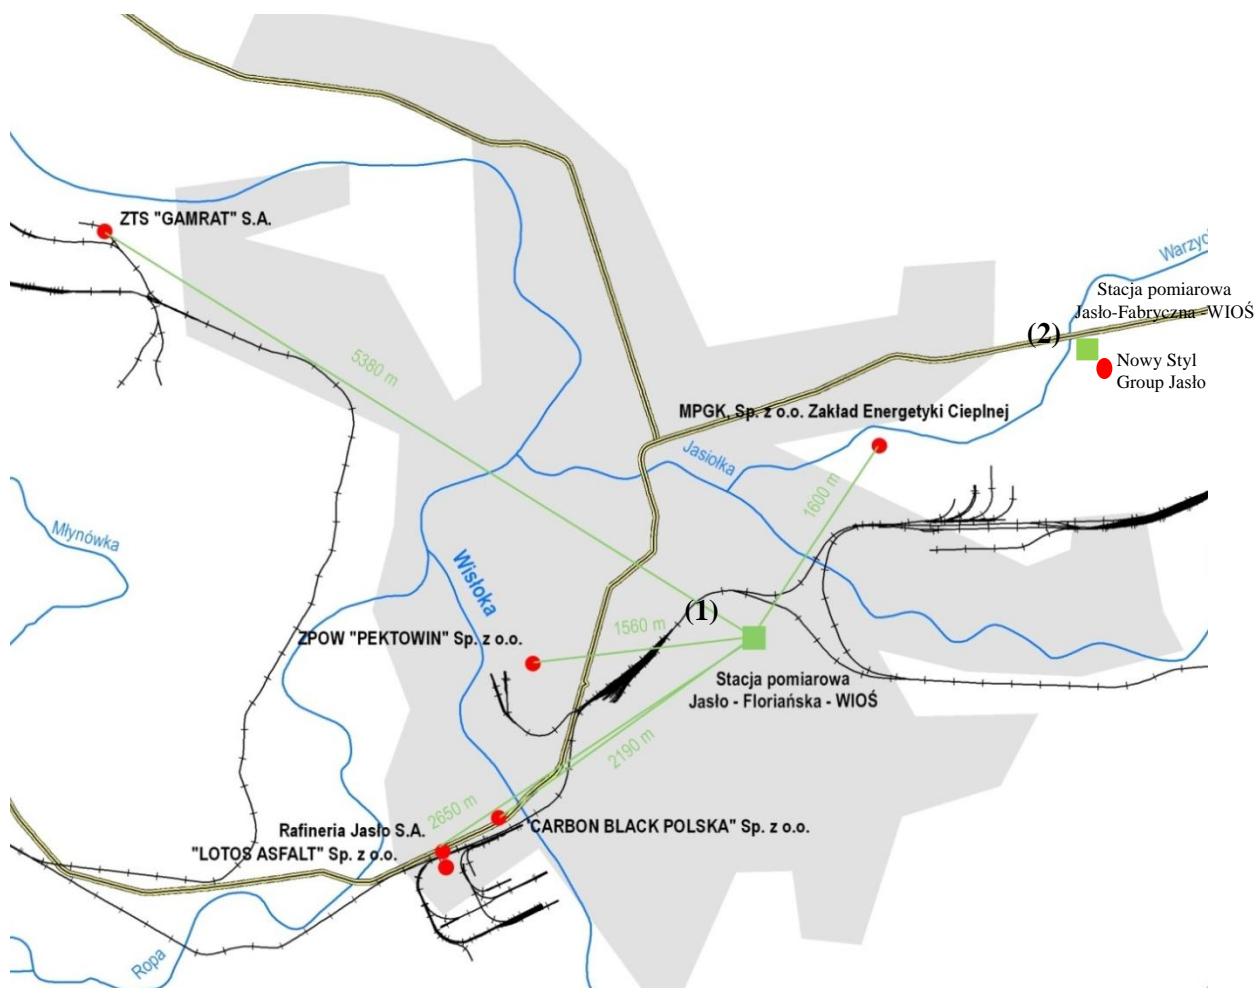 ZTS "GAMRAT" S.A.
Stacja pomiarowa
Jasło-Fabryczna -WIOŚ
(2)
Nowy Styl
Group Jasło
5380 m
MPGK, Sp. z o.o. Zakład Energetyki Cieplnej
Jasiołka
1600 m
Młynówka
Wisłoka
(1)
1560 m
ZPOW "PEKTOWIN" Sp. z o.o.
Stacja pomiarowa
Jasło - Floriańska - WIOŚ
2190 m
2650 m
Rafineria Jasło S.A.
"CARBON BLACK POLSKA" Sp. z o.o.
"LOTOS ASFALT" Sp. z o.o.
Ropa